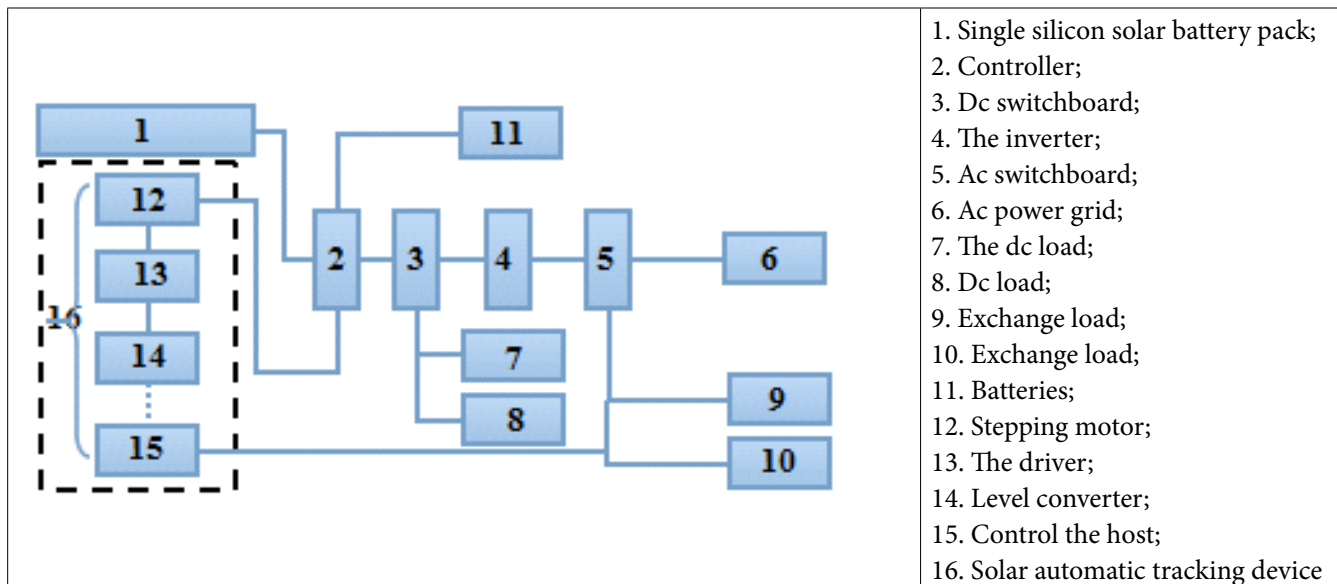 1
11
12
2
3
4
5
6
13
16
14
7
8
9
15
10
1. Single silicon solar battery pack;
2. Controller;
3. Dc switchboard;
4. The inverter;
5. Ac switchboard;
6. Ac power grid;
7. The dc load;
8. Dc load;
9. Exchange load;
10. Exchange load;
11. Batteries;
12. Stepping motor;
13. The driver;
14. Level converter;
15. Control the host;
16. Solar automatic tracking device